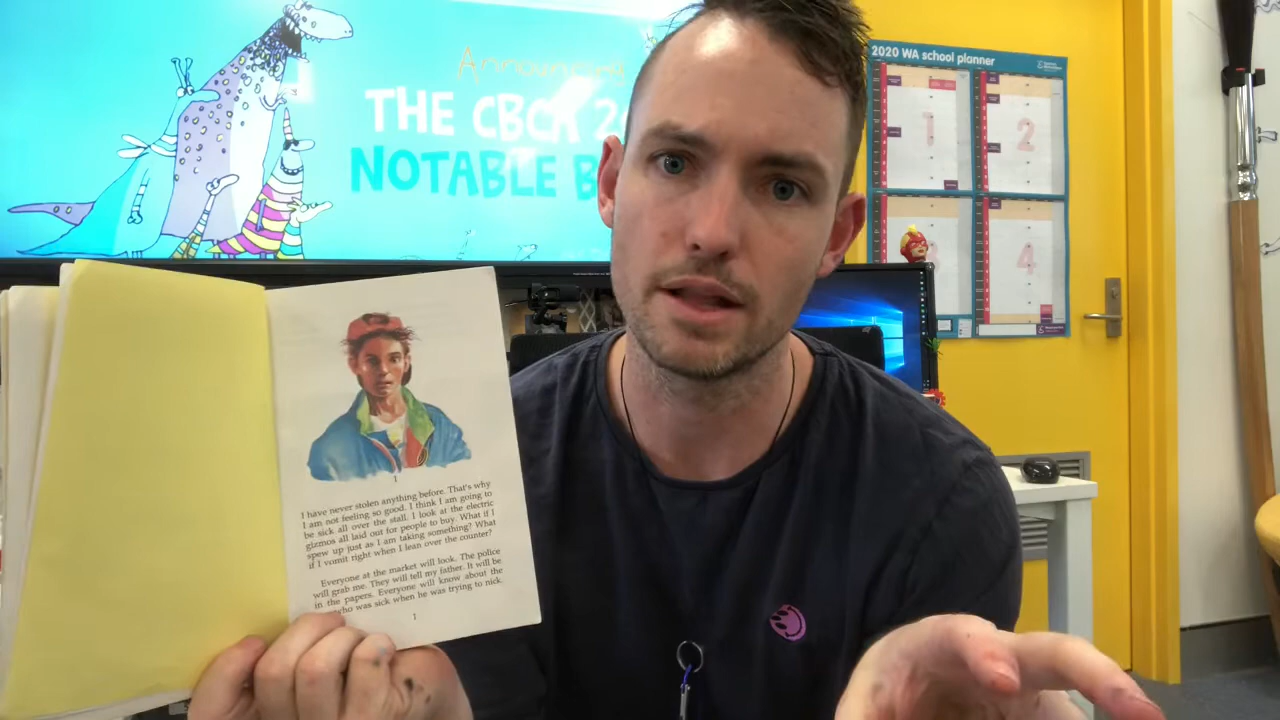 Announcing
THE CBCA 20
NOTABLE B
2020 WA school planner
1
2
3
4
1
I have never stolen anything before. That's why
I am not feeling so good. I think I am going to
be sick all over the stall. I look at the electric
gizmos all laid out for people to buy. What if I
spew up just as I am taking something? What
if I vomit right when I lean over the counter?
Everyone at the market will look. The police
will grab me. They will tell my father. It will be
in the papers. Everyone will know about the
who was sick when he was trying to nick.
1